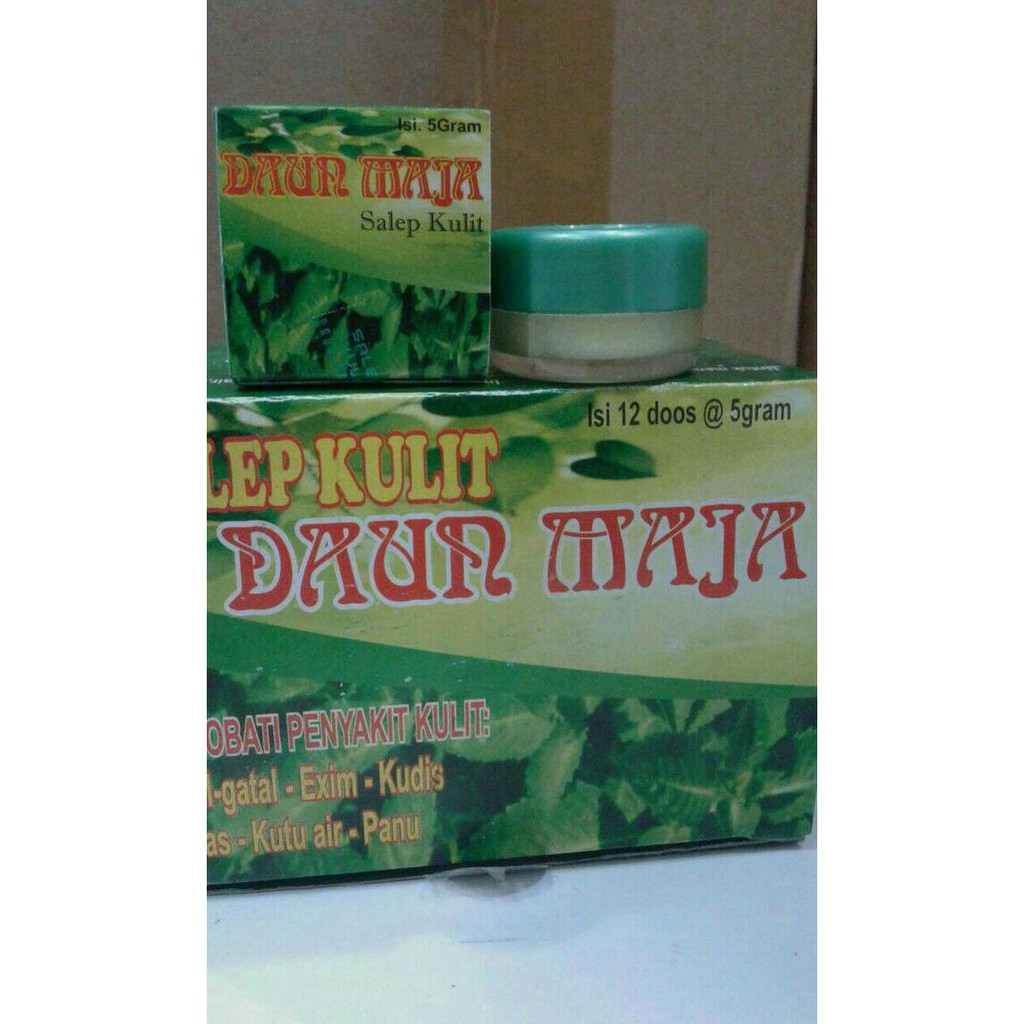 Isi. 5Gram
DAUN MAJA
Salep Kulit
SALE
Isi 12 doos @ 5gram
LEP KULIT
DAUN MAJA
OBATI PENYAKIT KULIT:
l-gatal - Exim - Kudis
as - Kutu air - Panu